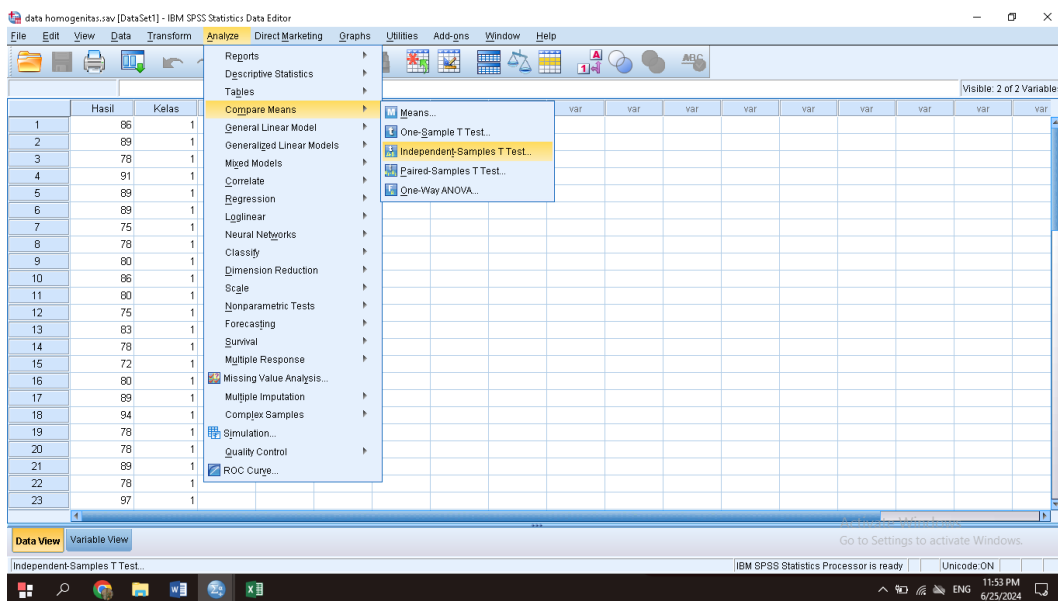 data homogenitas.sav [DataSet1] - IBM SPSS Statistics Data Editor
File Edit View Data Transform Analyze Direct Marketing Graphs Utilities Add-ons Window Help
Visible: 2 of 2 Variable
Hasil Kelas var var var var var var var var
1 86 1
2 89 1
3 78 1
4 91 1
5 89 1
6 89 1
7 75 1
8 78 1
9 80 1
10 86 1
11 80 1
12 75 1
13 83 1
14 78 1
15 72 1
16 80 1
17 89 1
18 94 1
19 78 1
20 78 1
21 89 1
22 78 1
23 97 1
Reports
Descriptive Statistics
Tables
Compare Means
General Linear Model
Generalized Linear Models
Mixed Models
Correlate
Regression
Loglinear
Neural Networks
Classify
Dimension Reduction
Scale
Nonparametric Tests
Forecasting
Survival
Multiple Response
Missing Value Analysis...
Multiple Imputation
Complex Samples
Simulation...
Quality Control
ROC Curve...
Means...
One-Sample T Test...
Independent-Samples T Test...
Paired-Samples T Test...
One-Way ANOVA...
Data View Variable View
Go to Settings to activate Windows.
Independent-Samples T Test... IBM SPSS Statistics Processor is ready Unicode:ON
ENG 11:53 PM
6/25/2024